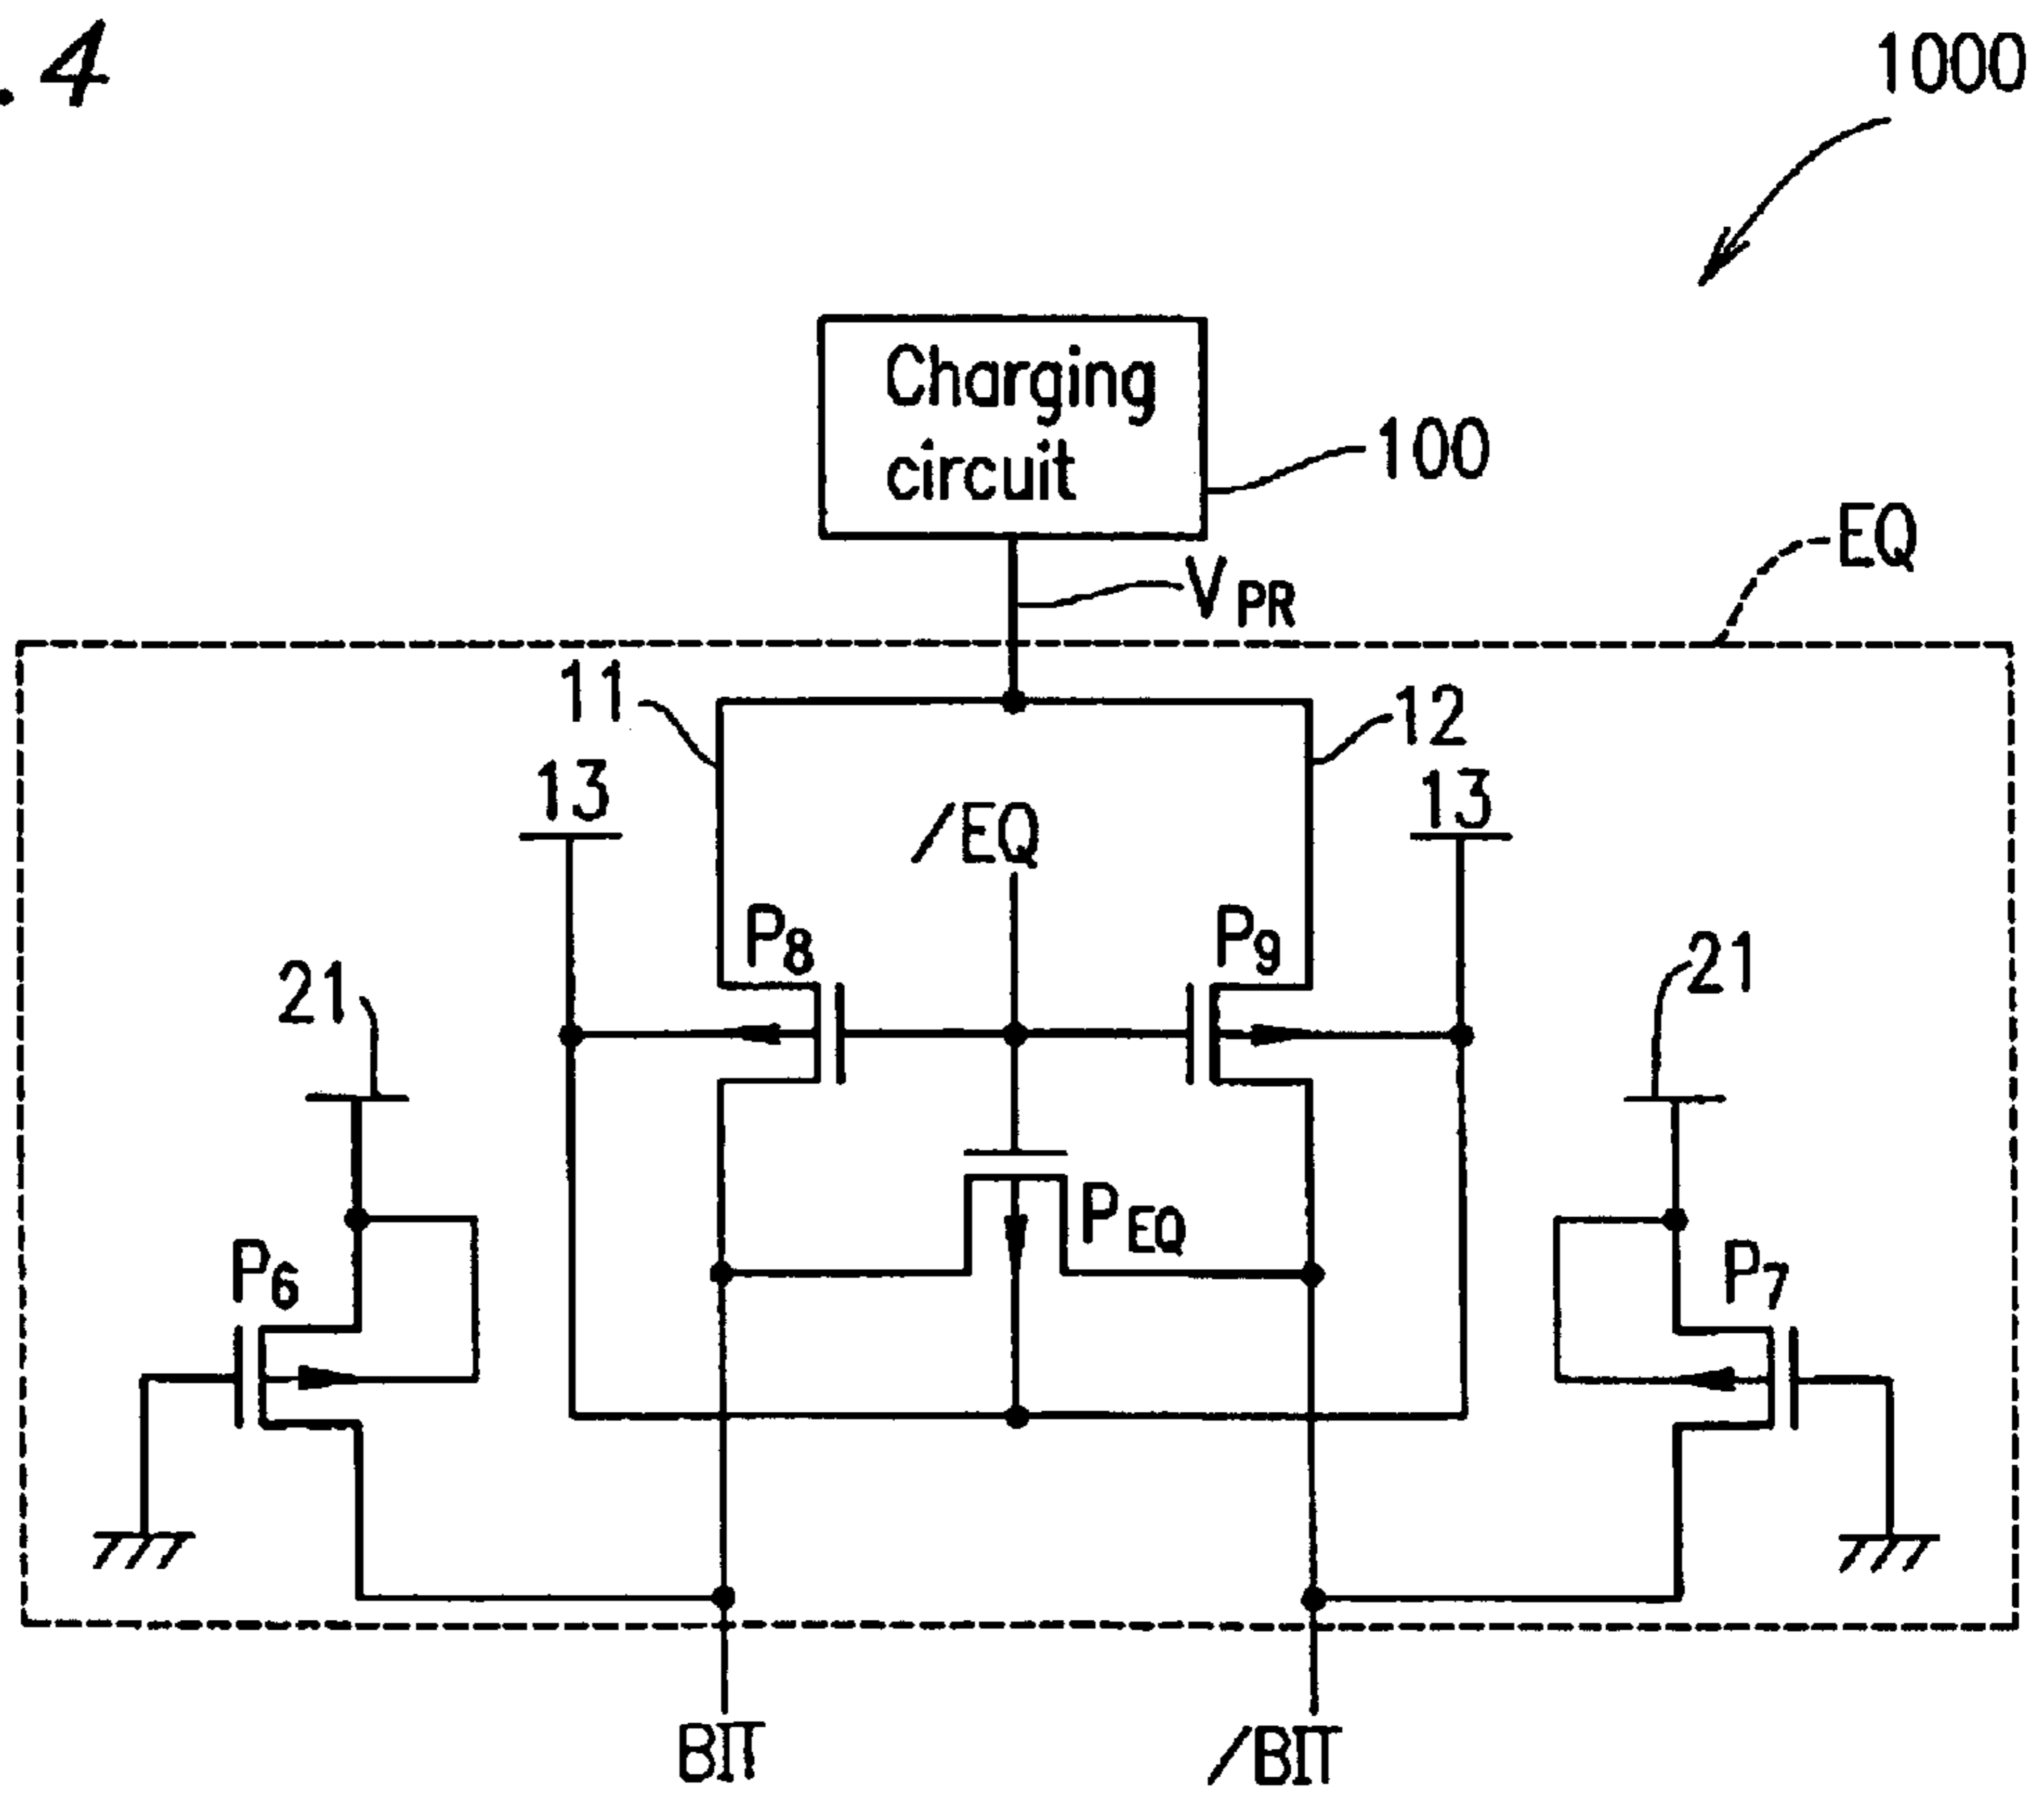 . 4
1000
Charging
circuit
100
EQ
VPR
11
12
13
13
/EQ
P8
P9
21
21
PEQ
P6
P7
BIT
/BIT